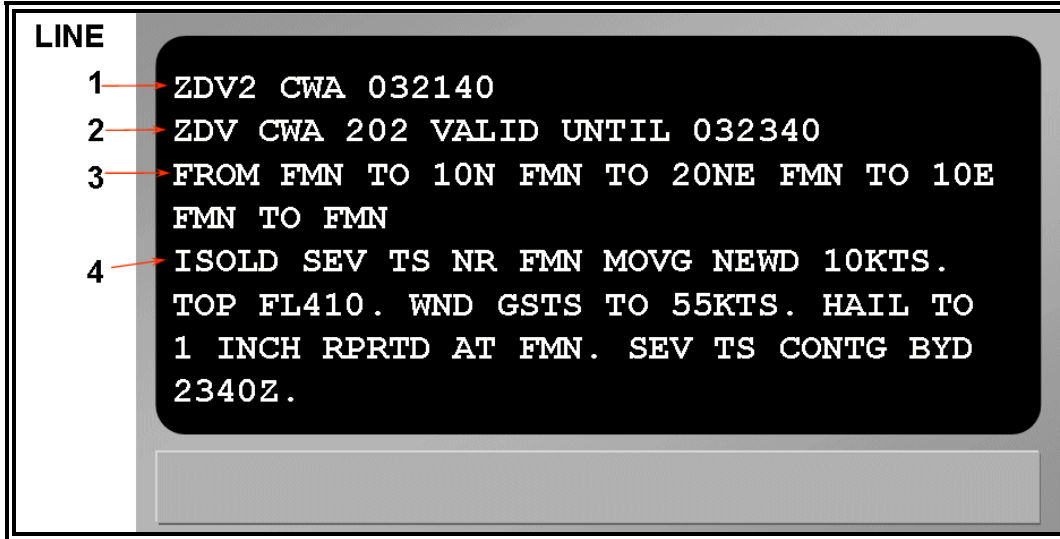 LINE
1 ZDV2 CWA 032140
2 ZDV CWA 202 VALID UNTIL 032340
3 FROM FMN TO 10N FMN TO 20NE FMN TO 10E
FMN TO FMN
4 ISOLD SEV TS NR FMN MOVG NEWD 10KTS.
TOP FL410. WND GSTS TO 55KTS. HAIL TO
1 INCH RPRTD AT FMN. SEV TS CONTG BYD
2340Z.